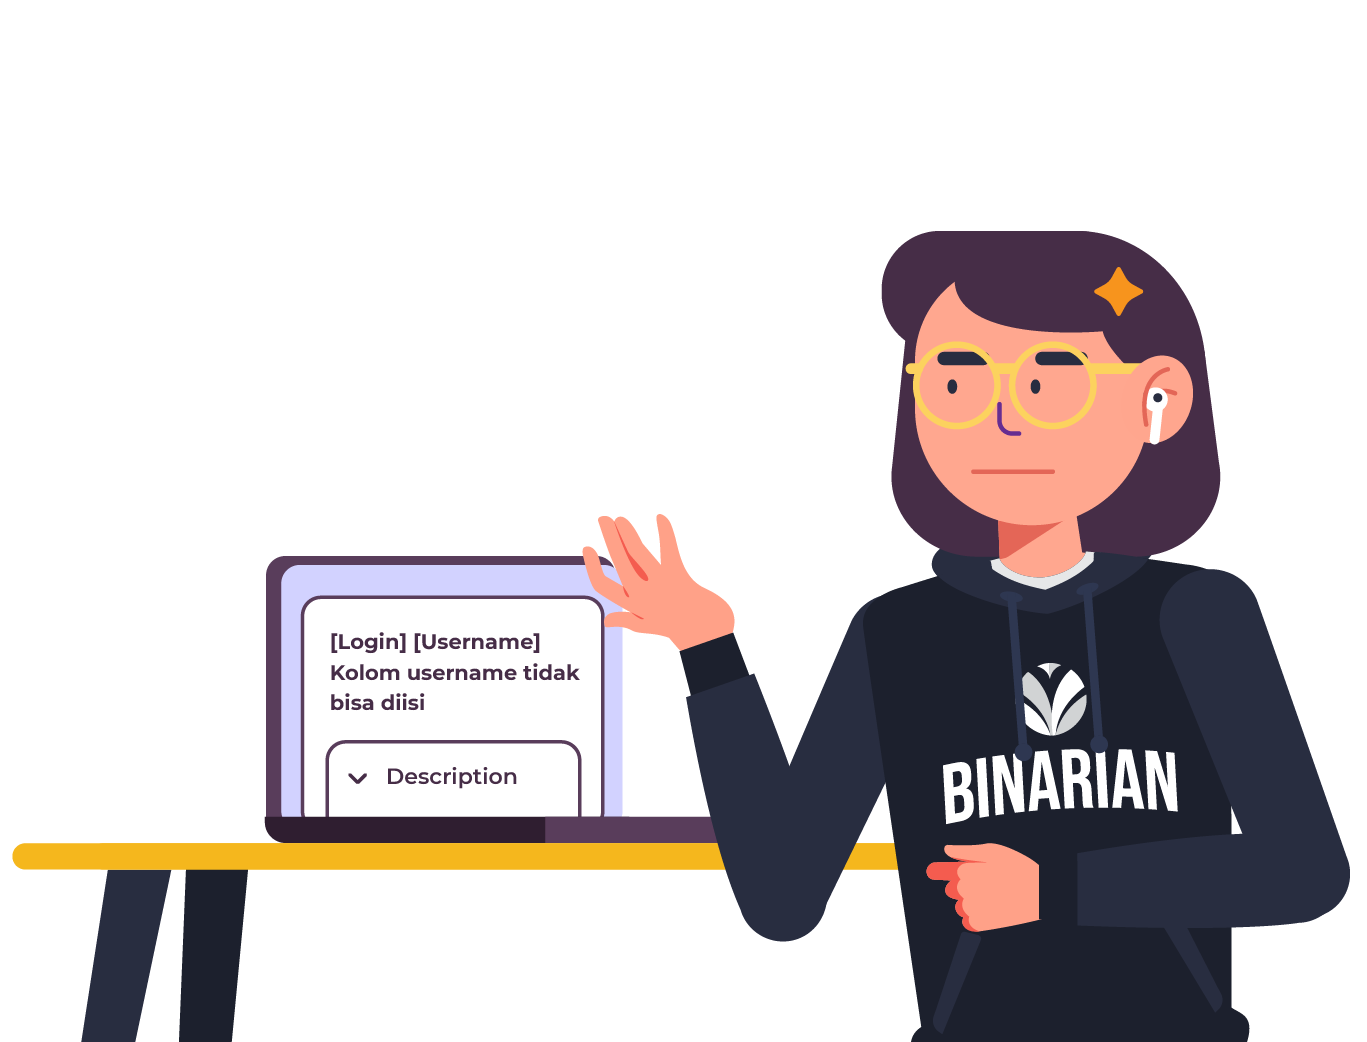 [Login] [Username]
Kolom username tidak
bisa diisi
Description
BINARIAN